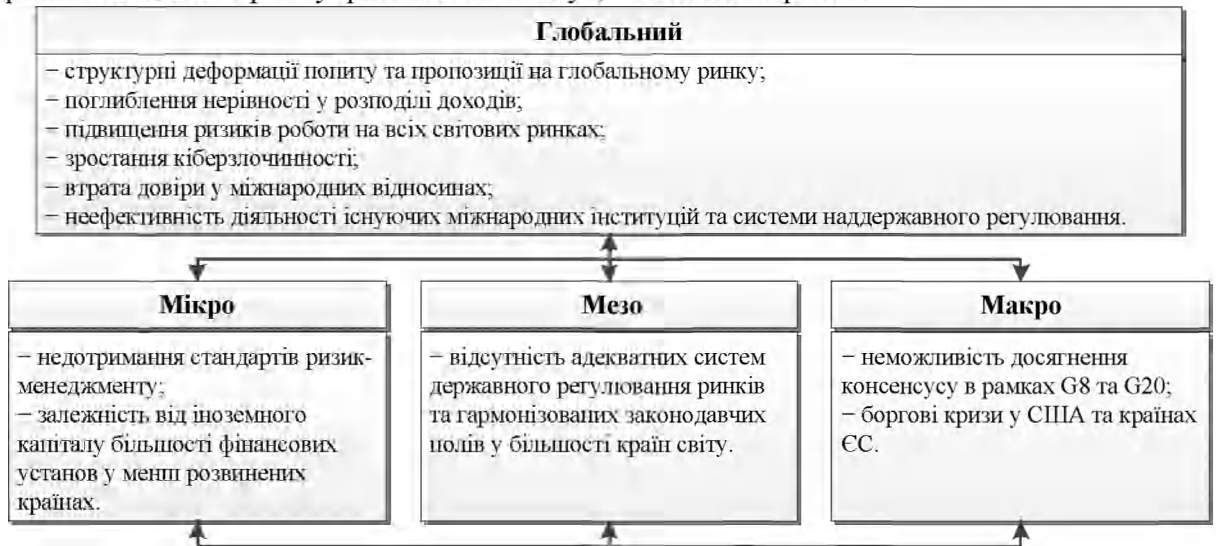 Глобальний
− структурні деформації попиту та пропозиції на глобальному ринку;
− поглиблення нерівності у розподілі доходів;
− підвищення ризиків роботи на всіх світових ринках;
− зростання кіберзлочинності;
− втрата довіри у міжнародних відносинах;
− неефективність діяльності існуючих міжнародних інституцій та системи наддержавного регулювання.
Мікро
− недотримання стандартів ризик-
менеджменту;
− залежність від іноземного
капіталу більшості фінансових
установ у менш розвинених
країнах.
Мезо
− відсутність адекватних систем
державного регулювання ринків
та гармонізованих законодавчих
полів у більшості країн світу.
Макро
− неможливість досягнення
консенсусу в рамках G8 та G20;
− боргові кризи у США та країнах
ЄС.